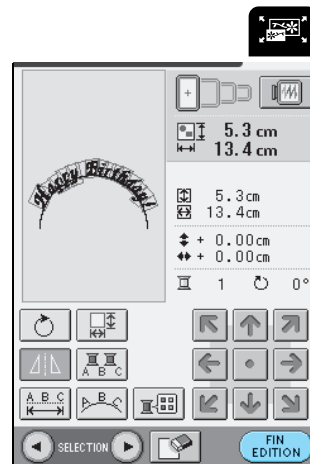 Happy Birthday!
5.3 cm
13.4 cm
5.3cm
13.4cm
+ 0.00cm
+ 0.00cm
1 0°
A B C
A B C A B C
SELECTION
FIN
EDITION